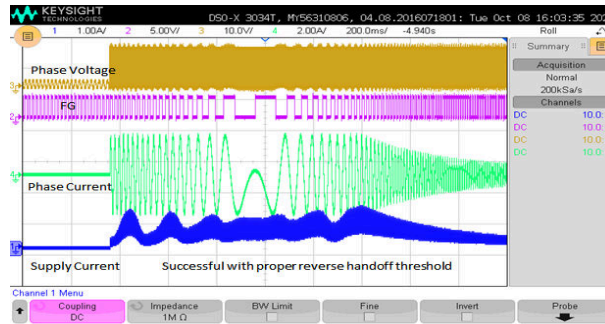 KEYSIGHT
TECHNOLOGIES
DSO-X 3034T, MY56310806, 04.08.2016071801: Tue Oct 08 16:03:35 202
1 1.00A/ 2 5.00V/ 3 10.0V/ 4 2.00A/ 200.0ms/ -4.940s Roll
Summary
Acquisition
Normal
200kSa/s
Channels
DC 10.0:
DC 10.0:
DC 10.0:
DC 10.0:
Phase Voltage
FG
Phase Current
Supply Current Successful with proper reverse handoff threshold
Channel 1 Menu
Coupling
DC
Impedance
1M Ω
BW Limit
Fine
Invert
Probe